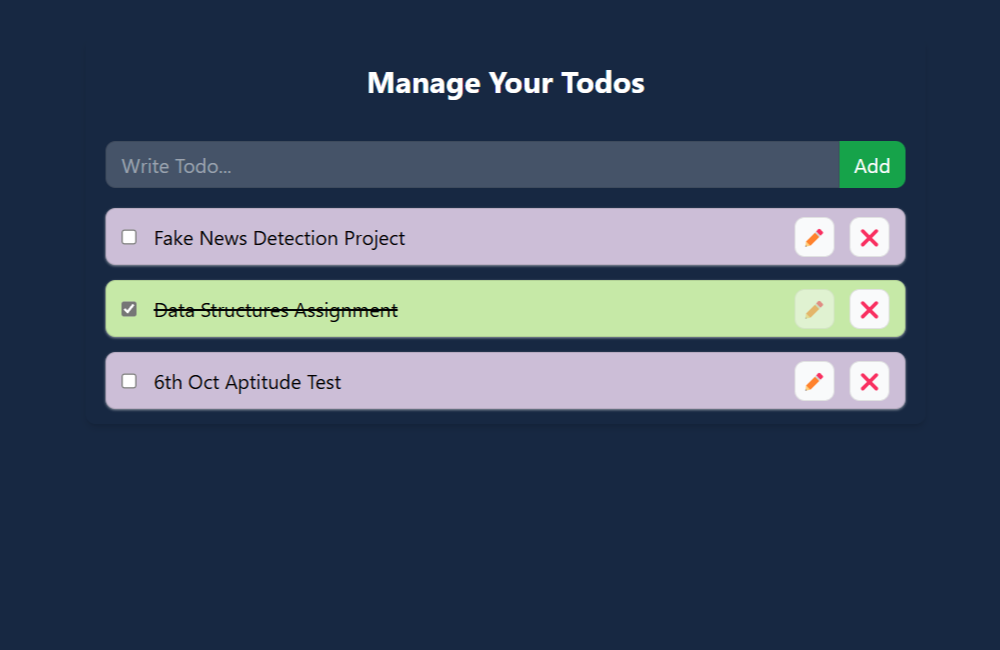 Manage Your Todos
Write Todo...
Add
Fake News Detection Project
Data Structures Assignment
6th Oct Aptitude Test